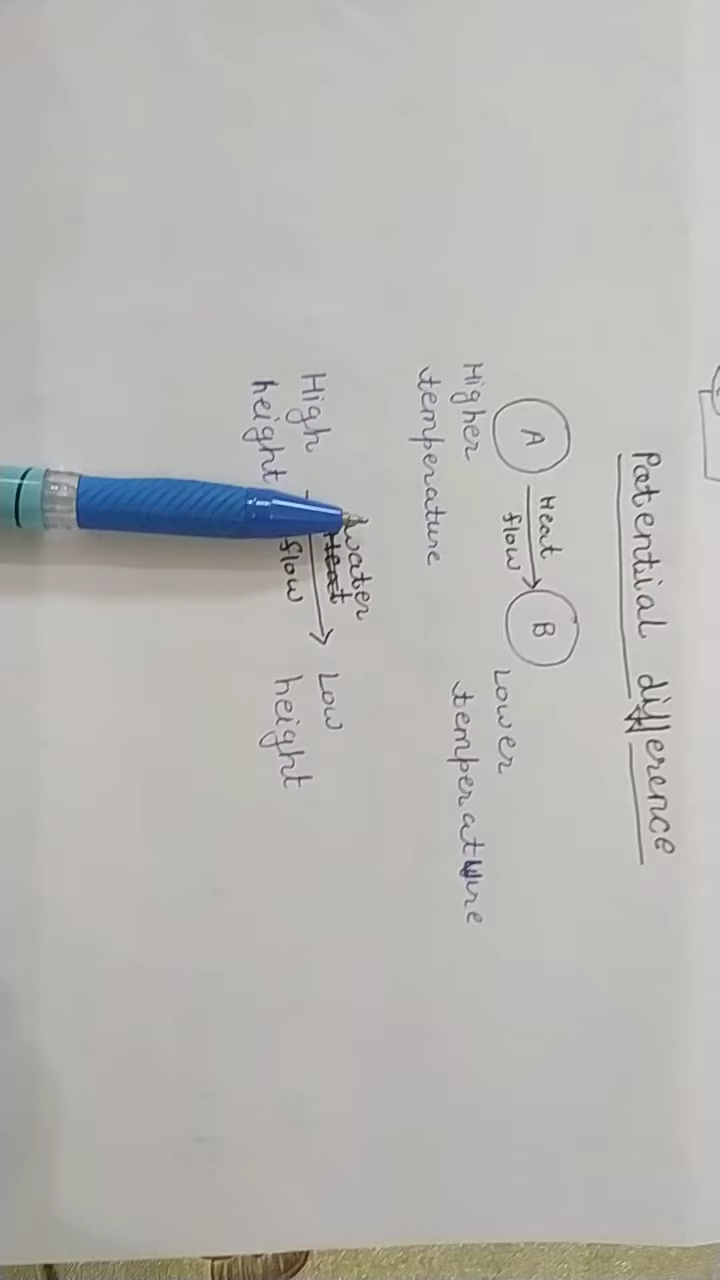 Potential difference
A Heat flow B
Higher temperature
Lower temperature
High height
Water
Heat
flow
Low height